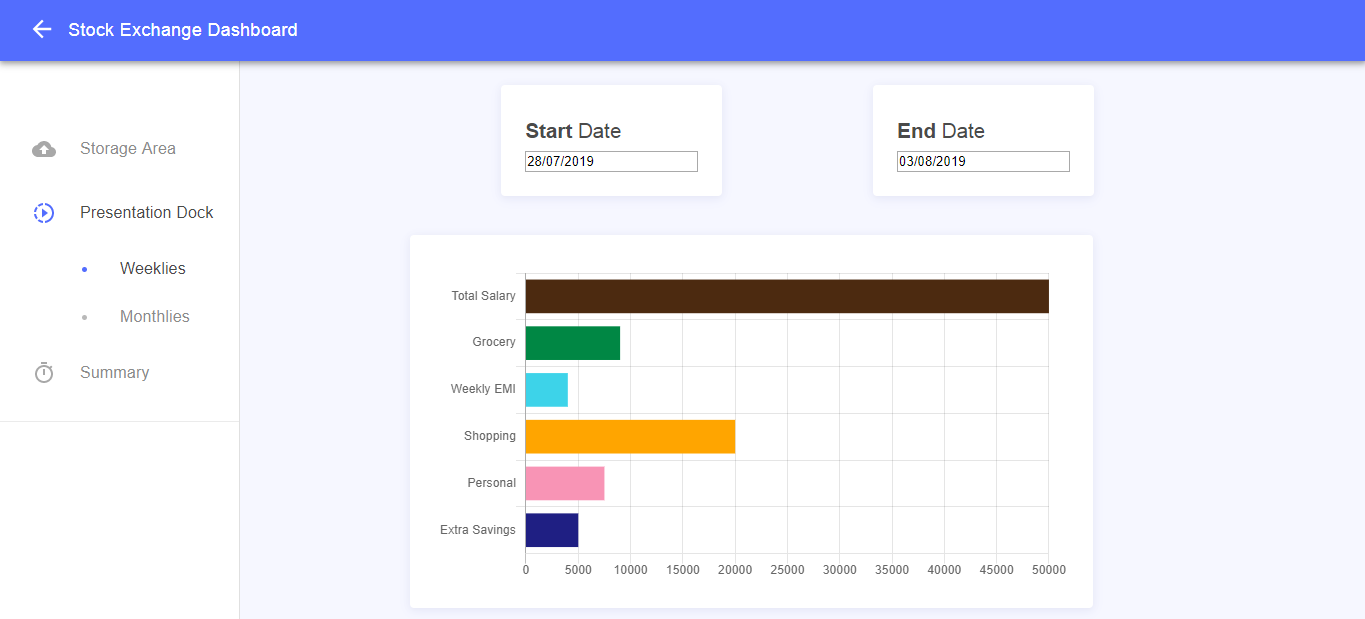 Stock Exchange Dashboard
Storage Area
Presentation Dock
Weeklies
Monthlies
Summary
Start Date
28/07/2019
End Date
03/08/2019
Total Salary
Grocery
Weekly EMI
Shopping
Personal
Extra Savings
0 5000 10000 15000 20000 25000 30000 35000 40000 45000 50000